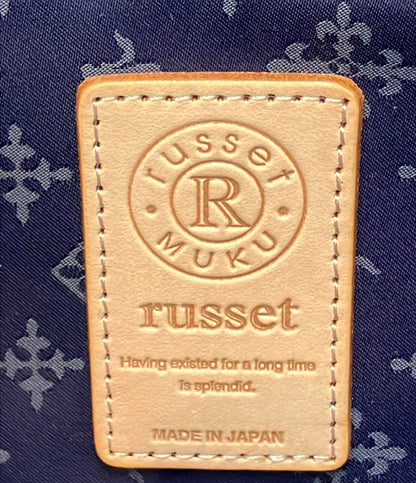 russet
R
MUKU
russet
Having existed for a long time
is splendid.
MADE IN JAPAN